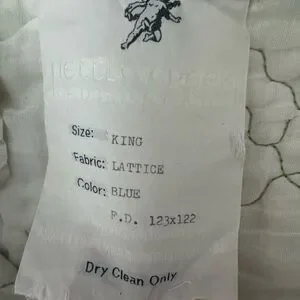 Size: KING
Fabric: LATTICE
Color: BLUE
P.D. 123x122
Dry Clean Only